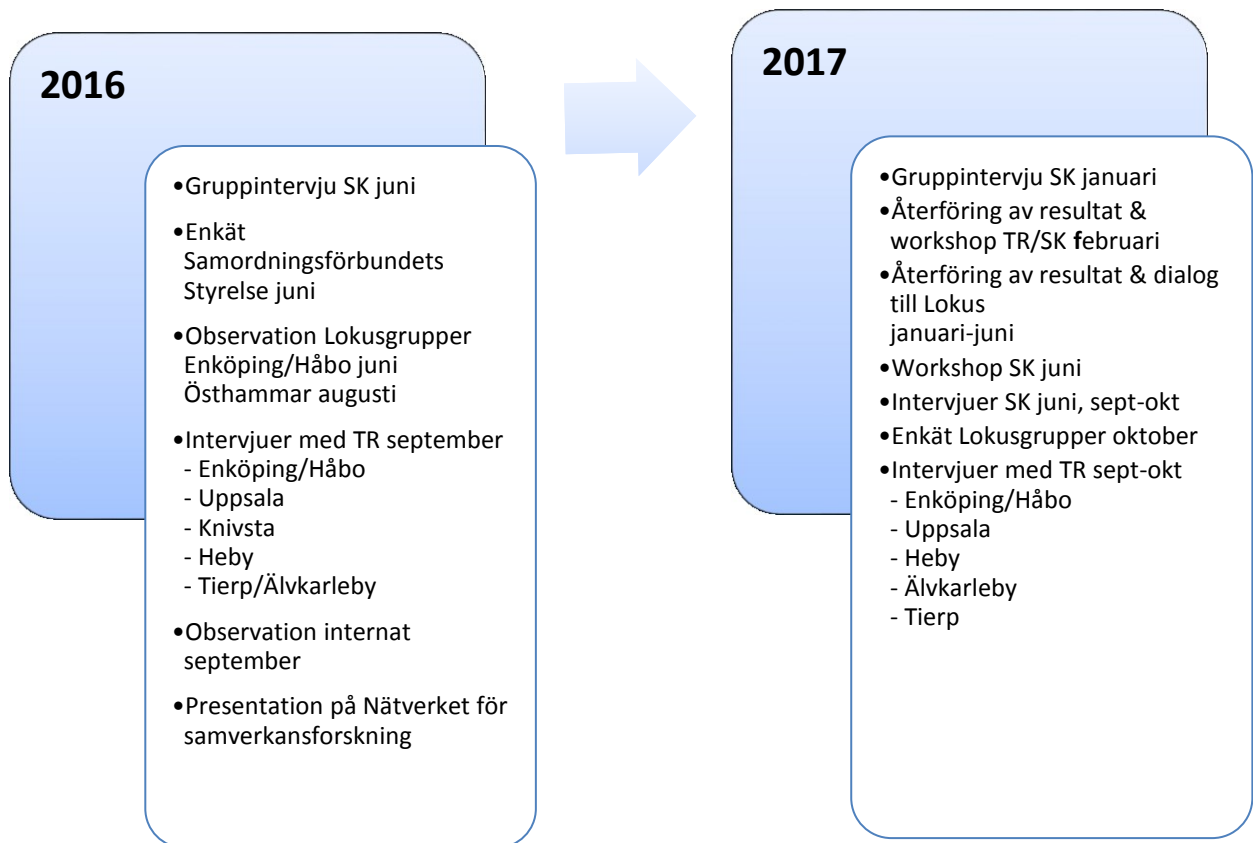 2016
•Gruppintervju SK juni
•Enkät
Samordningsförbundets
Styrelse juni
•Observation Lokusgrupper
Enköping/Håbo juni
Östhammar augusti
•Intervjuer med TR september
- Enköping/Håbo
- Uppsala
- Knivsta
- Heby
- Tierp/Älvkarleby
•Observation internat
september
•Presentation på Nätverket för
samverkansforskning
2017
•Gruppintervju SK januari
•Återföring av resultat &
workshop TR/SK februari
•Återföring av resultat & dialog
till Lokus
januari-juni
•Workshop SK juni
•Intervjuer SK juni, sept-okt
•Enkät Lokusgrupper oktober
•Intervjuer med TR sept-okt
- Enköping/Håbo
- Uppsala
- Heby
- Älvkarleby
- Tierp